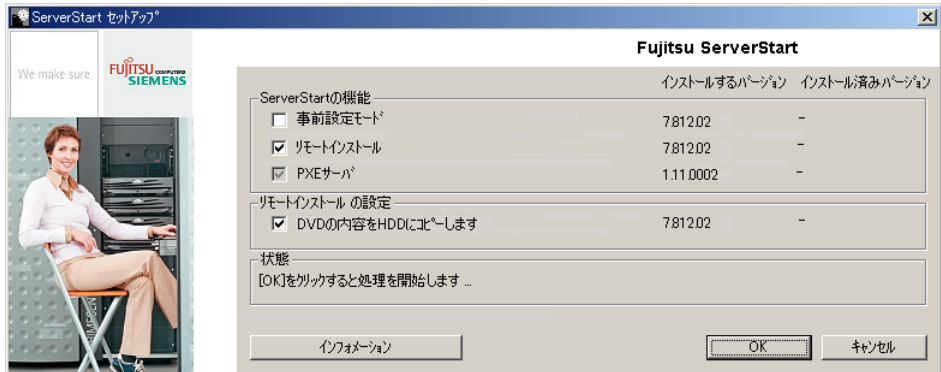 ServerStart ｾｯﾄｱｯﾌﾟ
We make sure
FUJITSU COMPUTERS
SIEMENS
Fujitsu ServerStart
ｲﾝｽﾄｰﾙするﾊﾞｰｼﾞｮﾝ ｲﾝｽﾄｰﾙ済みﾊﾞｰｼﾞｮﾝ
ServerStartの機能
事前設定ﾓｰﾄﾞ 7.812.02 -
ﾘﾓｰﾄｲﾝｽﾄｰﾙ 7.812.02 -
PXEｻｰﾊﾞ 1.11.0002 -
ﾘﾓｰﾄｲﾝｽﾄｰﾙ の設定
DVDの内容をHDDにｺﾋﾟｰします 7.812.02 -
状態
[OK]をｸﾘｯｸすると処理を開始します ...
ｲﾝﾌｫﾒｰｼｮﾝ OK ｷｬﾝｾﾙ